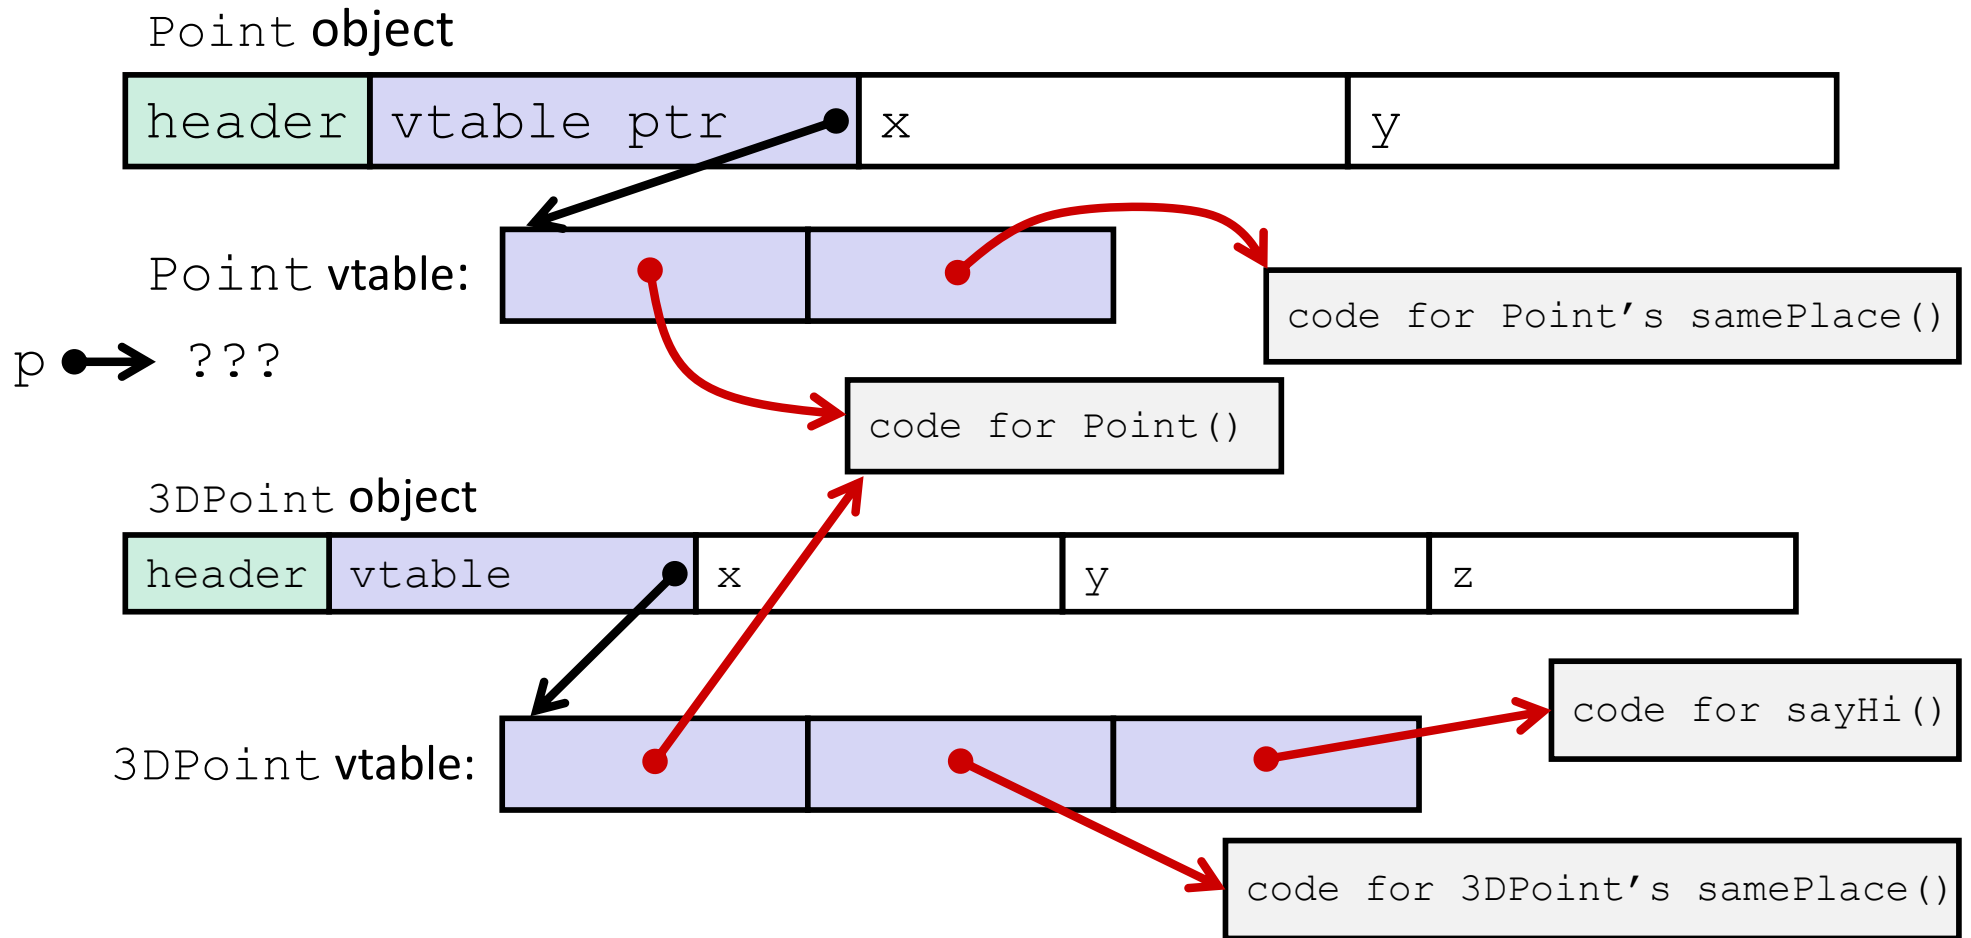 Point object
header vtable ptr x y
Point vtable:
code for Point’s samePlace()
p ???
code for Point()
3DPoint object
header vtable x y z
code for sayHi()
3DPoint vtable:
code for 3DPoint’s samePlace()